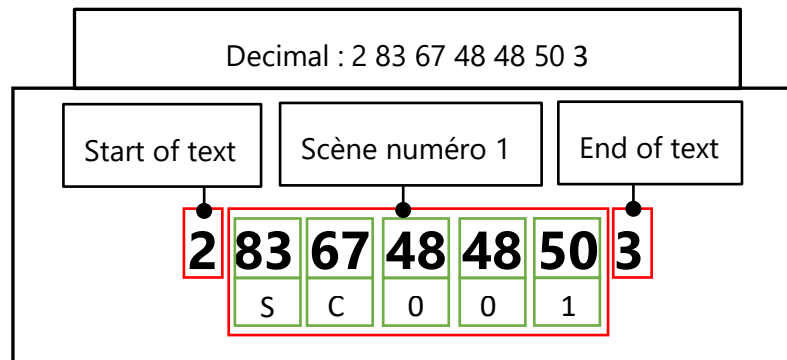 Decimal : 2 83 67 48 48 50 3
Start of text
Scène numéro 1
End of text
2 83 67 48 48 50 3
S C 0 0 1